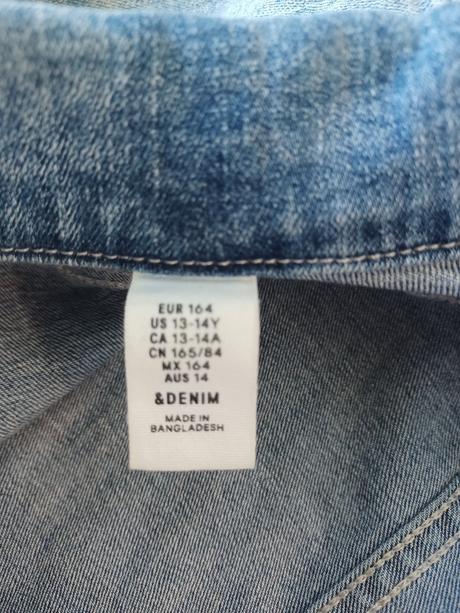 EUR 164
US 13-14Y
CA 13-14A
CN 165/84
MX 164
AUS 14
&DENIM
MADE IN
BANGLADESH